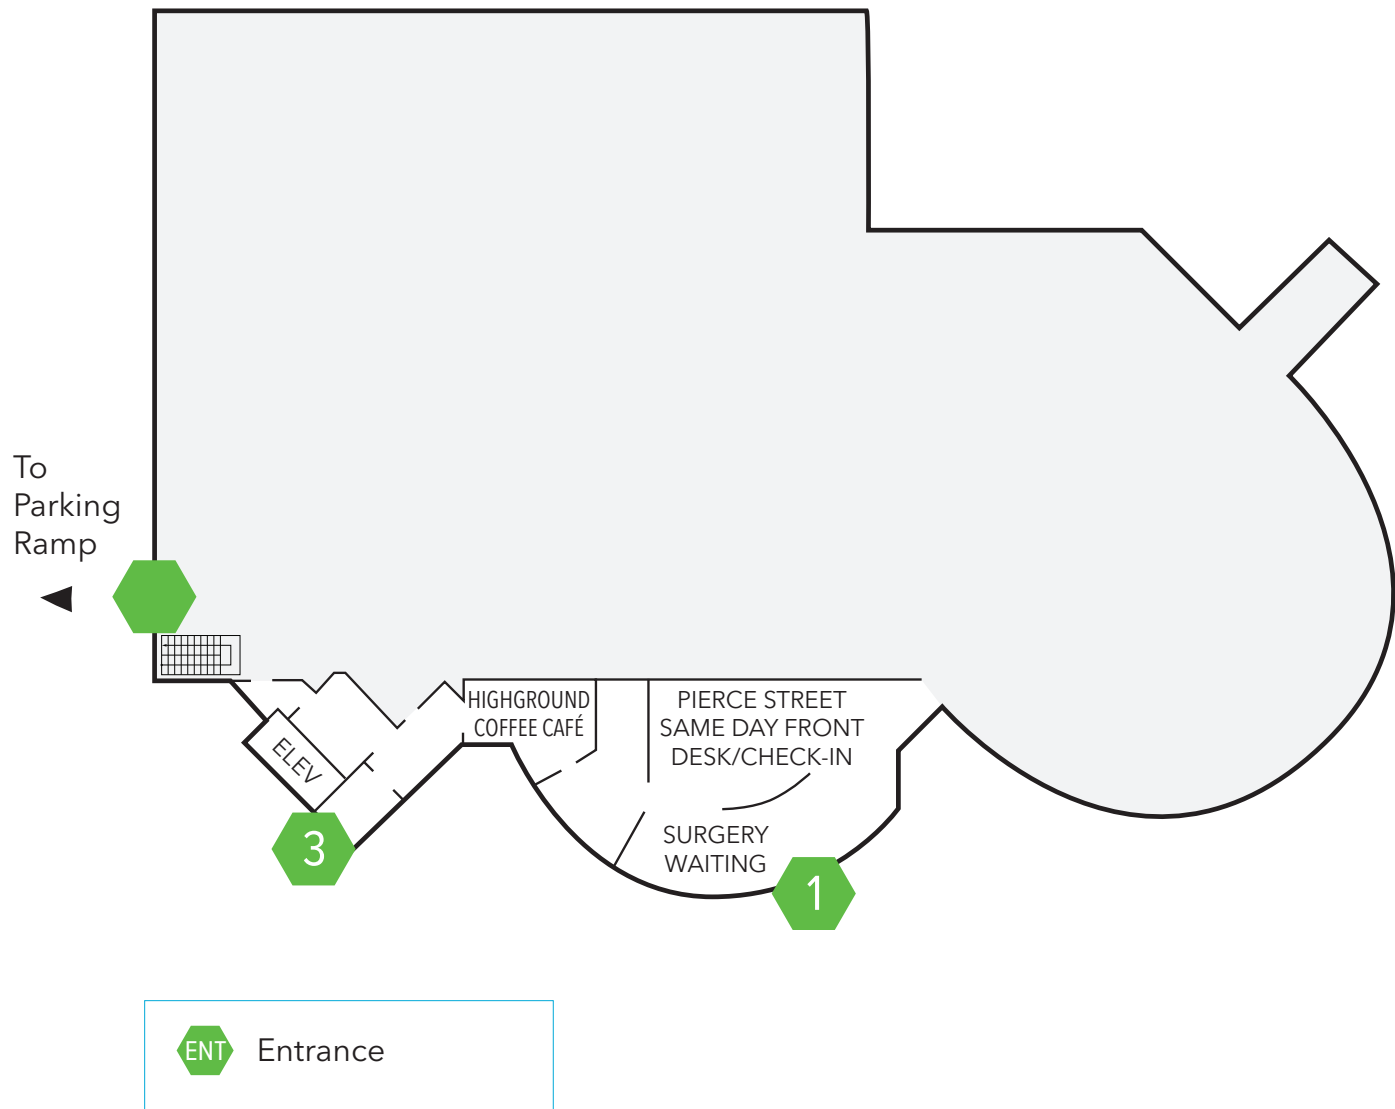 To
Parking
Ramp
HIGHGROUND
COFFEE CAFÉ
PIERCE STREET
SAME DAY FRONT
DESK/CHECK-IN
ELEV
SURGERY
WAITING
3
1
ENT Entrance